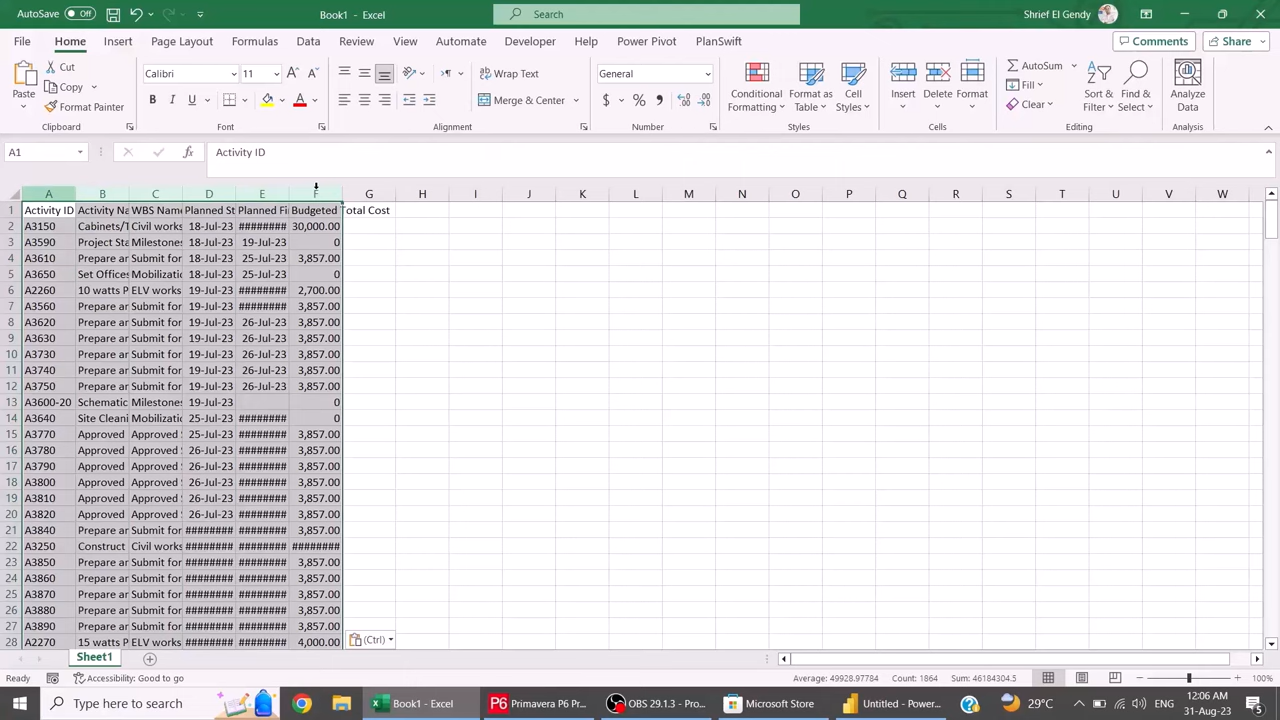 AutoSave Off Book1 - Excel Search Shrief El Gendy
File Home Insert Page Layout Formulas Data Review View Automate Developer Help Power Pivot PlanSwift Comments Share
Paste Cut Copy Format Painter Calibri 11 Wrap Text Merge & Center General Conditional Formatting Format as Table Cell Styles Insert Delete Format AutoSum Fill Clear Sort & Filter Find & Select Analyze Data
Clipboard Font Alignment Number Styles Cells Editing Analysis
A1 fx Activity ID
A B C D E F G H I J K L M N O P Q R S T U V W
1 Activity ID Activity Na WBS Name Planned St Planned Fi Budgeted Total Cost
2 A3150 Cabinets/T Civil works 18-Jul-23 ######## 30,000.00
3 A3590 Project Sta Milestones 18-Jul-23 19-Jul-23 0
4 A3610 Prepare an Submit for 18-Jul-23 25-Jul-23 3,857.00
5 A3650 Set Offices Mobilizatio 18-Jul-23 25-Jul-23 0
6 A2260 10 watts P ELV works 19-Jul-23 ######## 2,700.00
7 A3560 Prepare an Submit for 19-Jul-23 ######## 3,857.00
8 A3620 Prepare an Submit for 19-Jul-23 26-Jul-23 3,857.00
9 A3630 Prepare an Submit for 19-Jul-23 26-Jul-23 3,857.00
10 A3730 Prepare an Submit for 19-Jul-23 26-Jul-23 3,857.00
11 A3740 Prepare an Submit for 19-Jul-23 26-Jul-23 3,857.00
12 A3750 Prepare an Submit for 19-Jul-23 26-Jul-23 3,857.00
13 A3600-20 Schematic Milestones 19-Jul-23 0
14 A3640 Site Cleani Mobilizatio 25-Jul-23 ######## 0
15 A3770 Approved Approved S 25-Jul-23 ######## 3,857.00
16 A3780 Approved Approved S 26-Jul-23 ######## 3,857.00
17 A3790 Approved Approved S 26-Jul-23 ######## 3,857.00
18 A3800 Approved Approved S 26-Jul-23 ######## 3,857.00
19 A3810 Approved Approved S 26-Jul-23 ######## 3,857.00
20 A3820 Approved Approved S 26-Jul-23 ######## 3,857.00
21 A3840 Prepare an Submit for ######## ######## 3,857.00
22 A3250 Construct Civil works ######## ######## ########
23 A3850 Prepare an Submit for ######## ######## 3,857.00
24 A3860 Prepare an Submit for ######## ######## 3,857.00
25 A3870 Prepare an Submit for ######## ######## 3,857.00
26 A3880 Prepare an Submit for ######## ######## 3,857.00
27 A3890 Prepare an Submit for ######## ######## 3,857.00
28 A2270 15 watts P ELV works ######## ######## 4,000.00 (Ctrl)
Sheet1
Ready Accessibility: Good to go Average: 49928.97784 Count: 1864 Sum: 46184304.5 100%
Type here to search Book1 - Excel Primavera P6 Pr... OBS 29.1.3 - Pro... Microsoft Store Untitled - Power... 29°C 12:06 AM
31-Aug-23